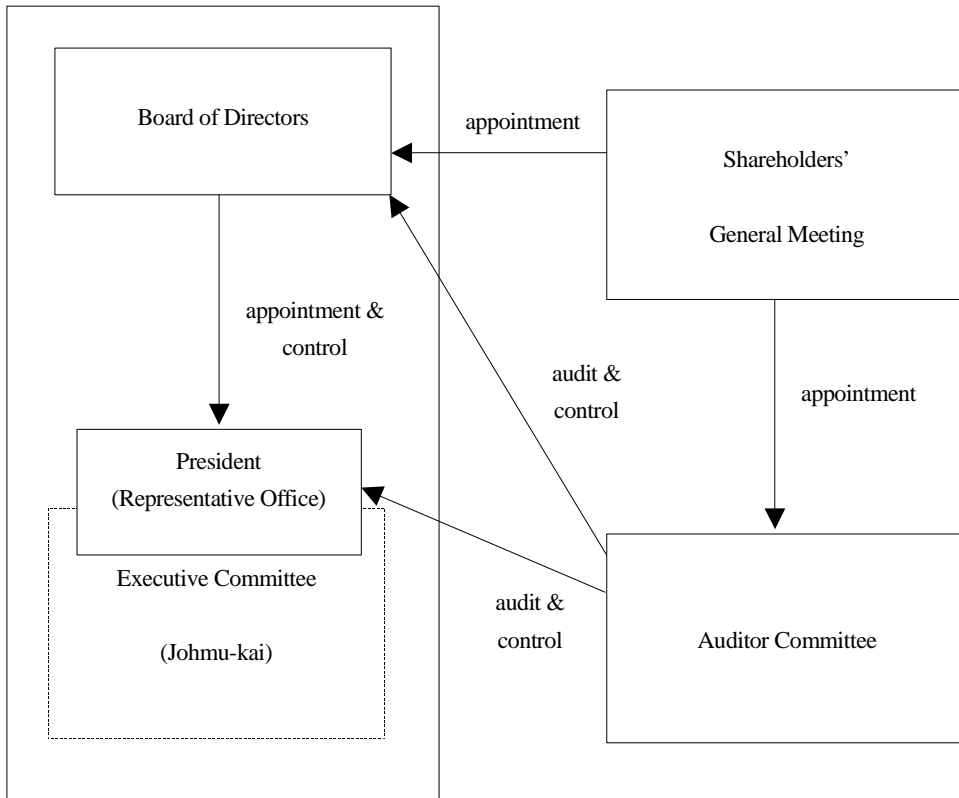 Board of Directors
appointment
Shareholders’
General Meeting
appointment &
control
audit &
control
appointment
President
(Representative Office)
Executive Committee
(Johmu-kai)
audit &
control
Auditor Committee